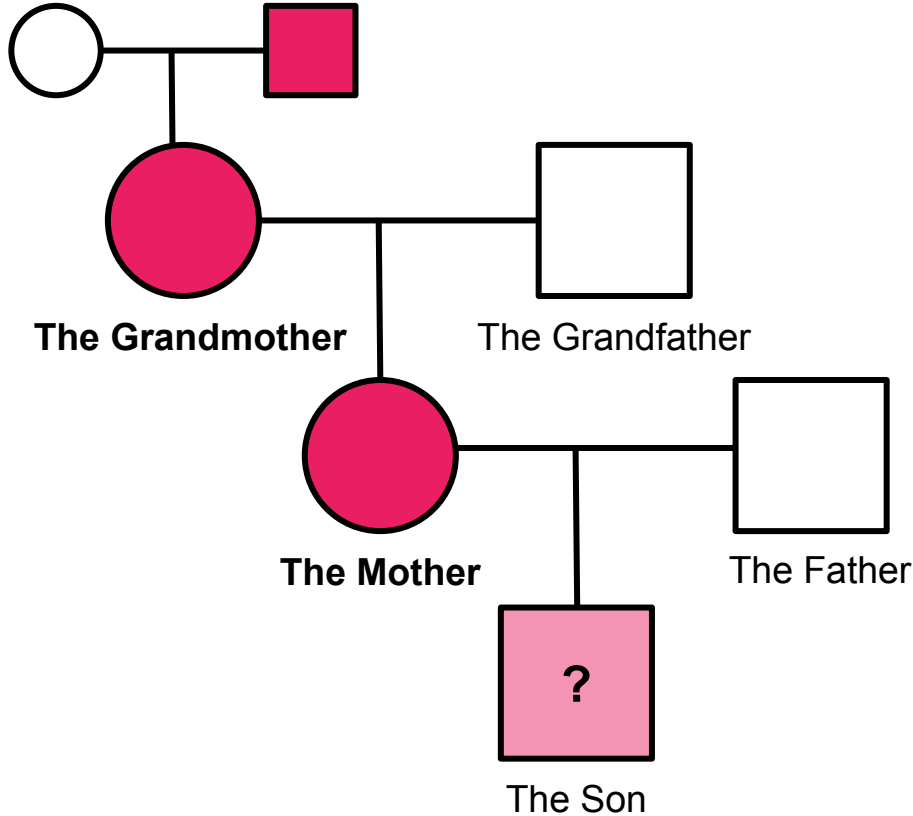 The Grandmother
The Grandfather
The Mother
The Father
?
The Son